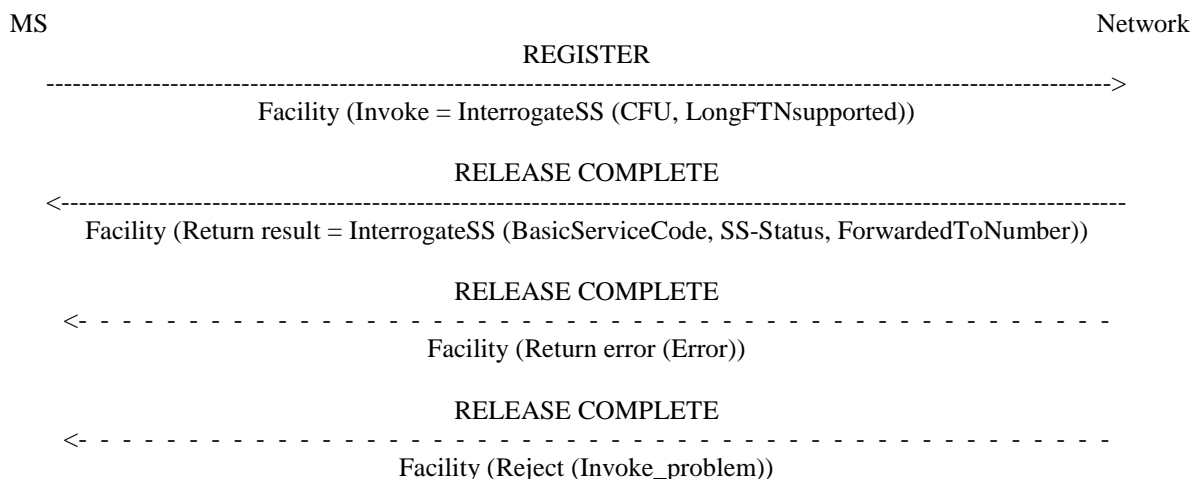 MS Network
REGISTER
-------------------------------------------------------------------------------------------------------------------------->
Facility (Invoke = InterrogateSS (CFU, LongFTNsupported))
RELEASE COMPLETE
<--------------------------------------------------------------------------------------------------------------------------
Facility (Return result = InterrogateSS (BasicServiceCode, SS-Status, ForwardedToNumber))
RELEASE COMPLETE
<- - - - - - - - - - - - - - - - - - - - - - - - - - - - - - - - - - - - - - - - - - - - - - - - - - - - -
Facility (Return error (Error))
RELEASE COMPLETE
<- - - - - - - - - - - - - - - - - - - - - - - - - - - - - - - - - - - - - - - - - - - - - - - - - - - - -
Facility (Reject (Invoke_problem))